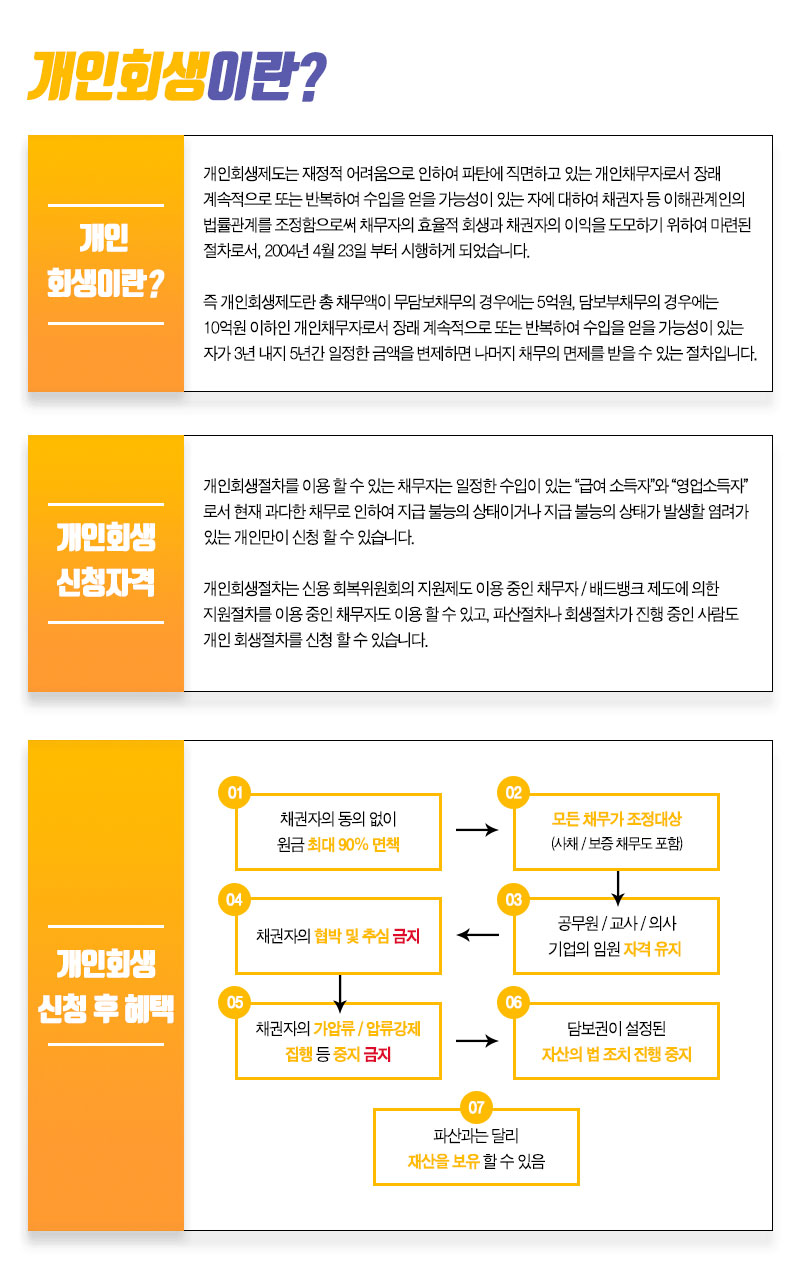 개인회생이란?
개인
회생이란?
개인회생제도는 재정적 어려움으로 인하여 파탄에 직면하고 있는 개인채무자로서 장래
계속적으로 또는 반복하여 수입을 얻을 가능성이 있는 자에 대하여 채권자 등 이해관계인의
법률관계를 조정함으로써 채무자의 효율적 회생과 채권자의 이익을 도모하기 위하여 마련된
절차로서, 2004년 4월 23일 부터 시행하게 되었습니다.
즉 개인회생제도란 총 채무액이 무담보채무의 경우에는 5억원, 담보부채무의 경우에는
10억원 이하인 개인채무자로서 장래 계속적으로 또는 반복하여 수입을 얻을 가능성이 있는
자가 3년 내지 5년간 일정한 금액을 변제하면 나머지 채무의 면제를 받을 수 있는 절차입니다.
개인회생
신청자격
개인회생절차를 이용 할 수 있는 채무자는 일정한 수입이 있는 “급여 소득자”와 “영업소득자”
로서 현재 과다한 채무로 인하여 지급 불능의 상태이거나 지급 불능의 상태가 발생할 염려가
있는 개인만이 신청 할 수 있습니다.
개인회생절차는 신용 회복위원회의 지원제도 이용 중인 채무자 / 배드뱅크 제도에 의한
지원절차를 이용 중인 채무자도 이용 할 수 있고, 파산절차나 회생절차가 진행 중인 사람도
개인 회생절차를 신청 할 수 있습니다.
개인회생
신청 후 혜택
01
채권자의 동의 없이
원금 최대 90% 면책
02
모든 채무가 조정대상
(사채 / 보증 채무도 포함)
03
공무원 / 교사 / 의사
기업의 임원 자격 유지
04
채권자의 협박 및 추심 금지
05
채권자의 가압류 / 압류강제
집행 등 중지 금지
06
담보권이 설정된
자산의 법 조치 진행 중지
07
파산과는 달리
재산을 보유 할 수 있음